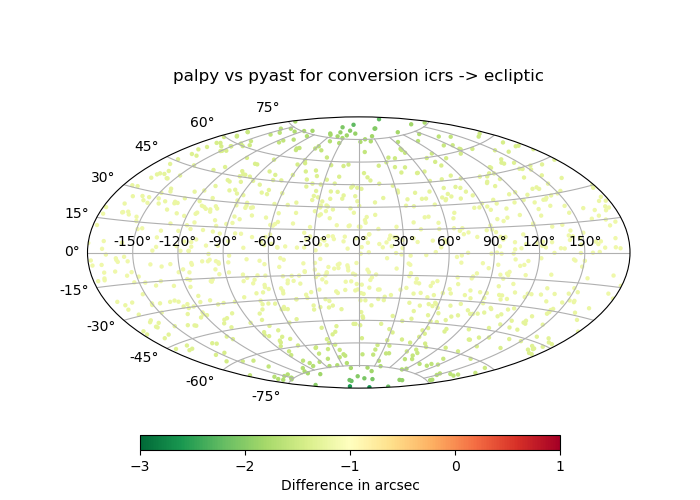 palpy vs pyast for conversion icrs -> ecliptic
75°
60°
45°
30°
15°
-150° -120° -90° -60° -30° 0° 30° 60° 90° 120° 150°
0°
-15°
-30°
-45°
-60°
-75°
−3 −2 −1 0 1
Difference in arcsec